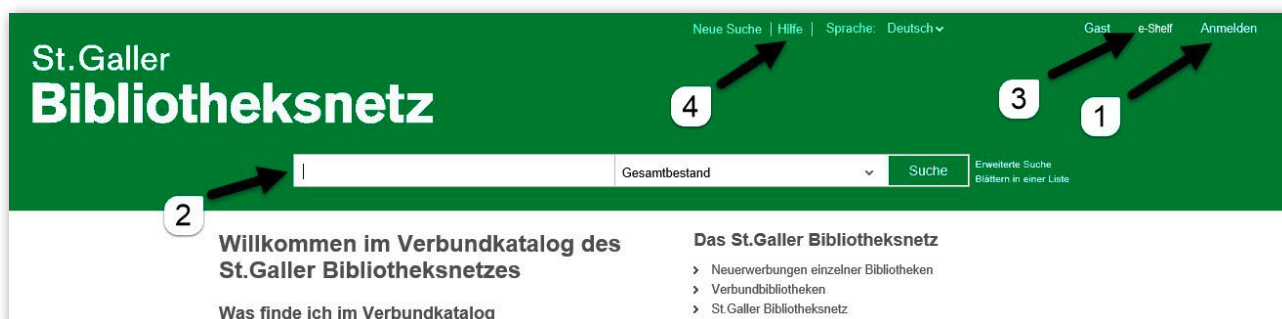 Neue Suche | Hilfe | Sprache: Deutsch
Gast e-Shelf Anmelden
St.Galler
Bibliotheksnetz
4
3
1
Gesamtbestand
Suche
Erweiterte Suche
Blättern in einer Liste
2
Willkommen im Verbundkatalog des
St.Galler Bibliotheksnetzes
Was finde ich im Verbundkatalog
Das St.Galler Bibliotheksnetz
Neuerwerbungen einzelner Bibliotheken
Verbundbibliotheken
St.Galler Bibliotheksnetz